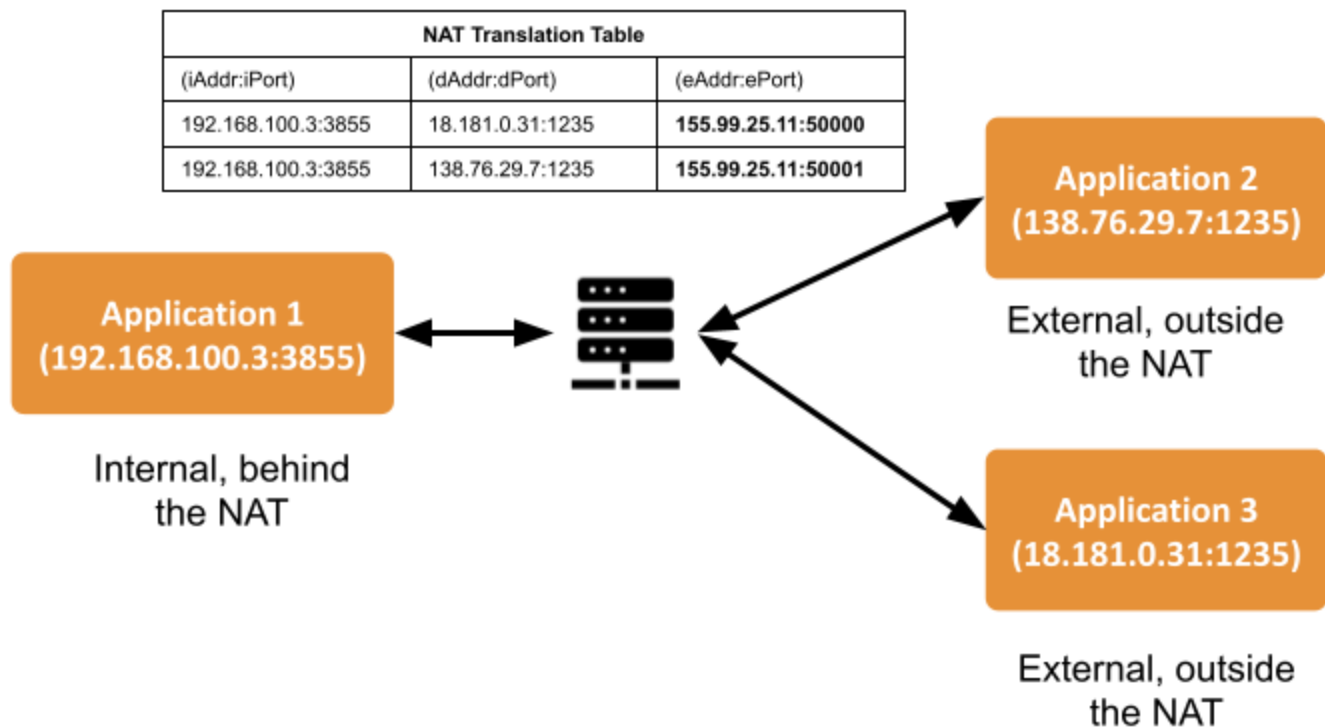 NAT Translation Table
(iAddr:iPort) (dAddr:dPort) (eAddr:ePort)
192.168.100.3:3855 18.181.0.31:1235 155.99.25.11:50000
192.168.100.3:3855 138.76.29.7:1235 155.99.25.11:50001
Application 1
(192.168.100.3:3855)
Internal, behind
the NAT
Application 2
(138.76.29.7:1235)
External, outside
the NAT
Application 3
(18.181.0.31:1235)
External, outside
the NAT